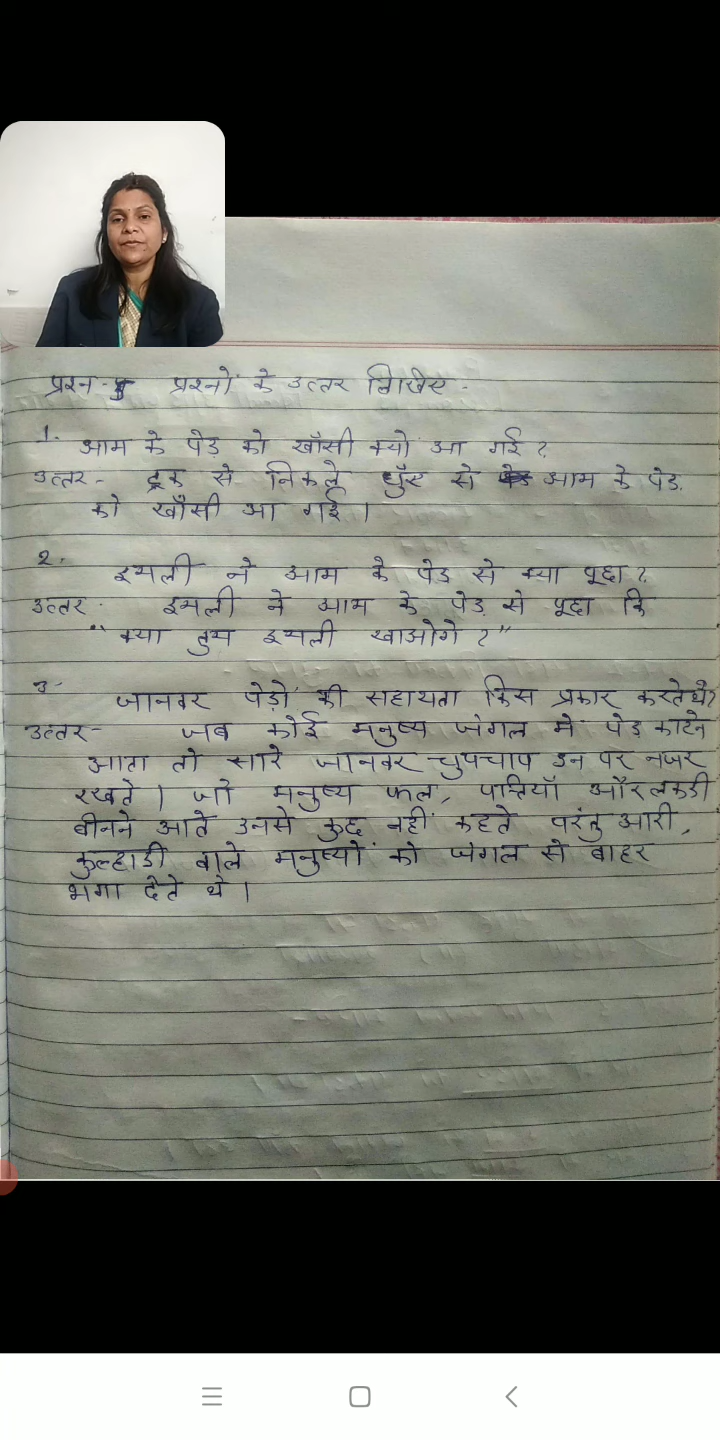 प्रश्न- प्रश्नों के उत्तर लिखिए -
1. आम के पेड़ को खाँसी क्यों आ गई ?
उत्तर - ट्रक से निकले धुएँ से आम के पेड़
को खाँसी आ गई ।
2. इमली ने आम के पेड़ से क्या पूछा ?
उत्तर - इमली ने आम के पेड़ से पूछा कि
" क्या तुम इमली खाओगे ? "
3- जानवर पेड़ों की सहायता किस प्रकार करते थे ?
उत्तर - जब कोई मनुष्य जंगल में पेड़ काटने
आता तो सारे जानवर चुपचाप उन पर नजर
रखते । जो मनुष्य फल, पत्तियाँ और लकडी
बीनने आते उनसे कुछ नहीं कहते परंतु आरी,
कुल्हाडी वाले मनुष्यों को जंगल से बाहर
भगा देते थे ।